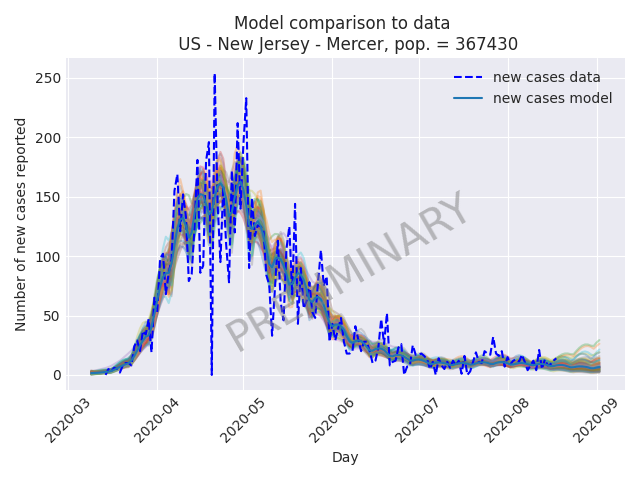 Model comparison to data
US - New Jersey - Mercer, pop. = 367430
new cases data
new cases model
Number of new cases reported
250
200
150
100
50
0
PRELIMINARY
2020-03
2020-04
2020-05
2020-06
2020-07
2020-08
2020-09
Day